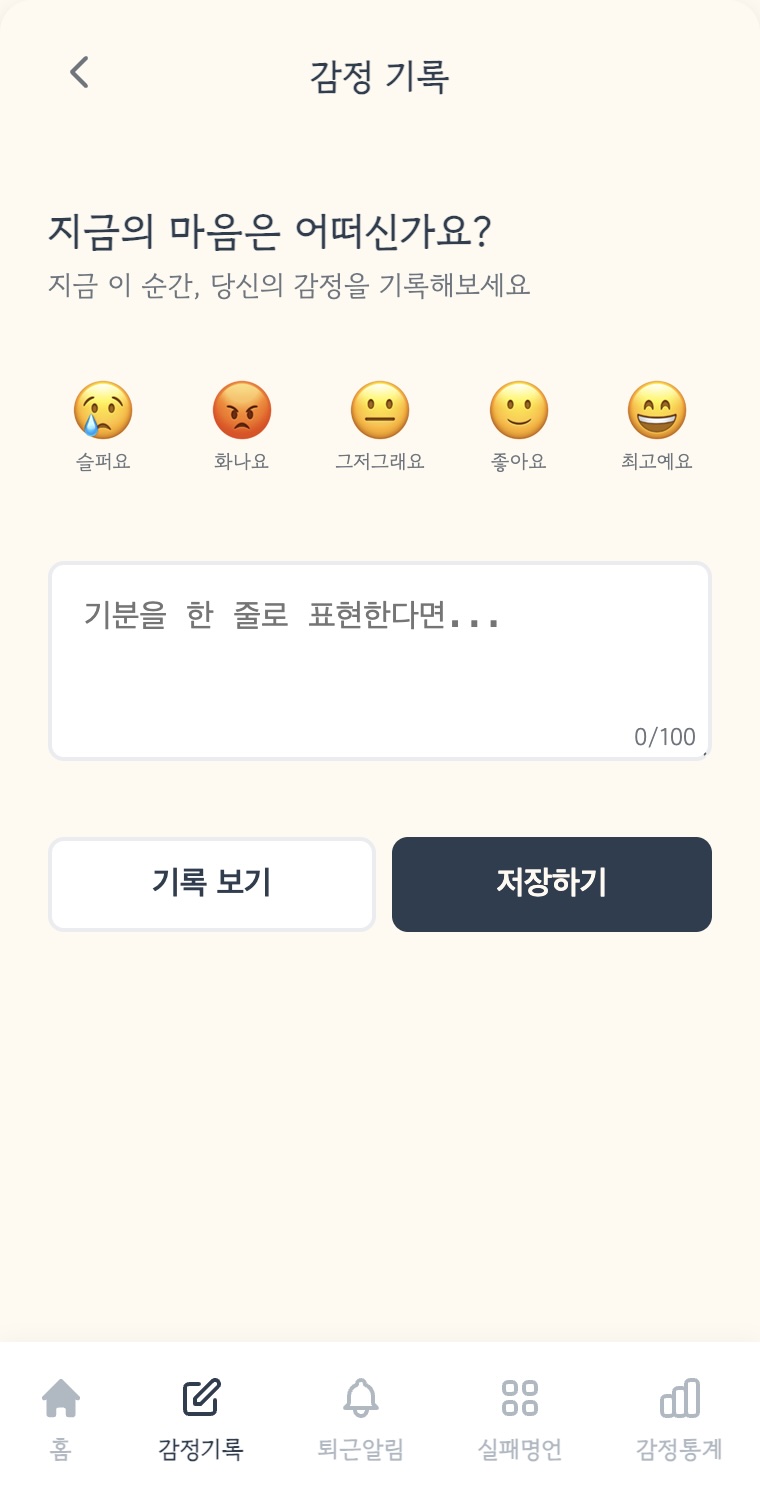 감정 기록
지금의 마음은 어떠신가요?
지금 이 순간, 당신의 감정을 기록해보세요
슬퍼요 화나요 그저그래요 좋아요 최고예요
기분을 한 줄로 표현한다면...
0/100
기록 보기 저장하기
홈 감정기록 퇴근알림 실패명언 감정통계